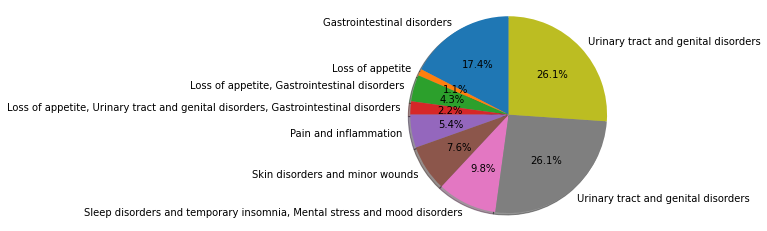 Gastrointestinal disorders
Urinary tract and genital disorders
17.4%
26.1%
Loss of appetite
1.1%
Loss of appetite, Gastrointestinal disorders
4.3%
Loss of appetite, Urinary tract and genital disorders, Gastrointestinal disorders
2.2%
Pain and inflammation
5.4%
7.6%
26.1%
Skin disorders and minor wounds
9.8%
Urinary tract and genital disorders
Sleep disorders and temporary insomnia, Mental stress and mood disorders